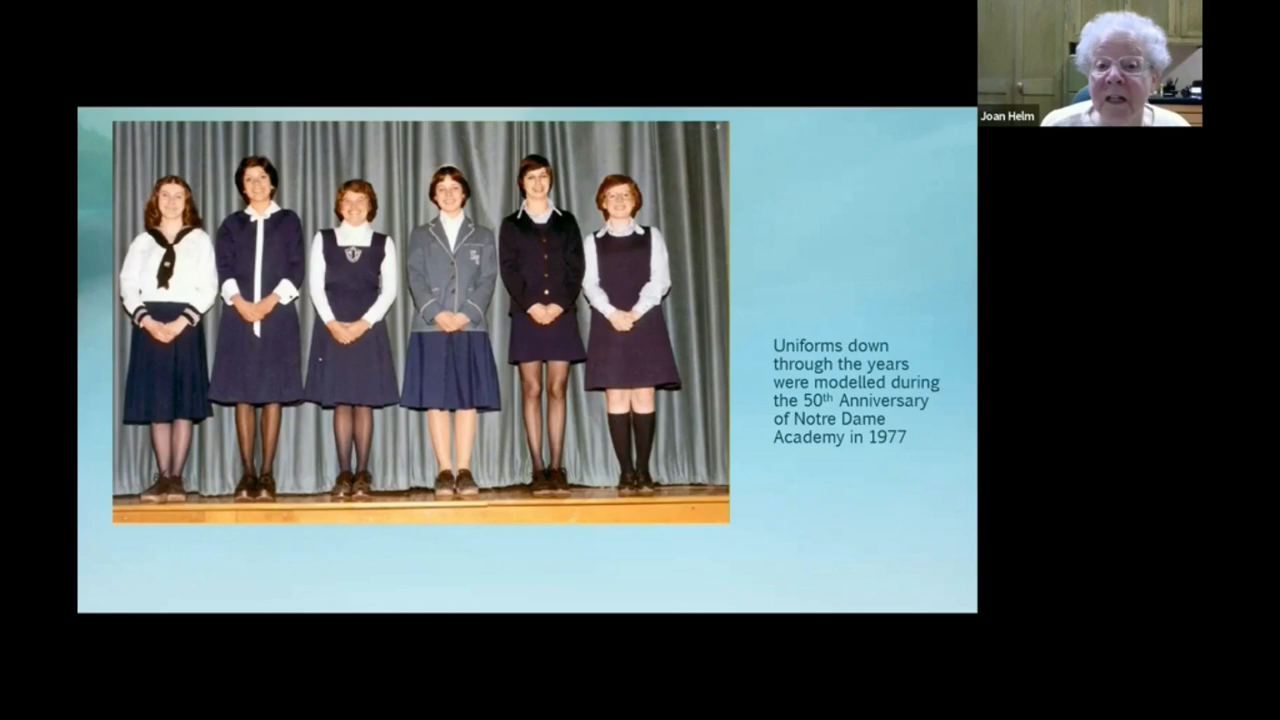 Joan Helm
Uniforms down
through the years
were modelled during
the 50th Anniversary
of Notre Dame
Academy in 1977